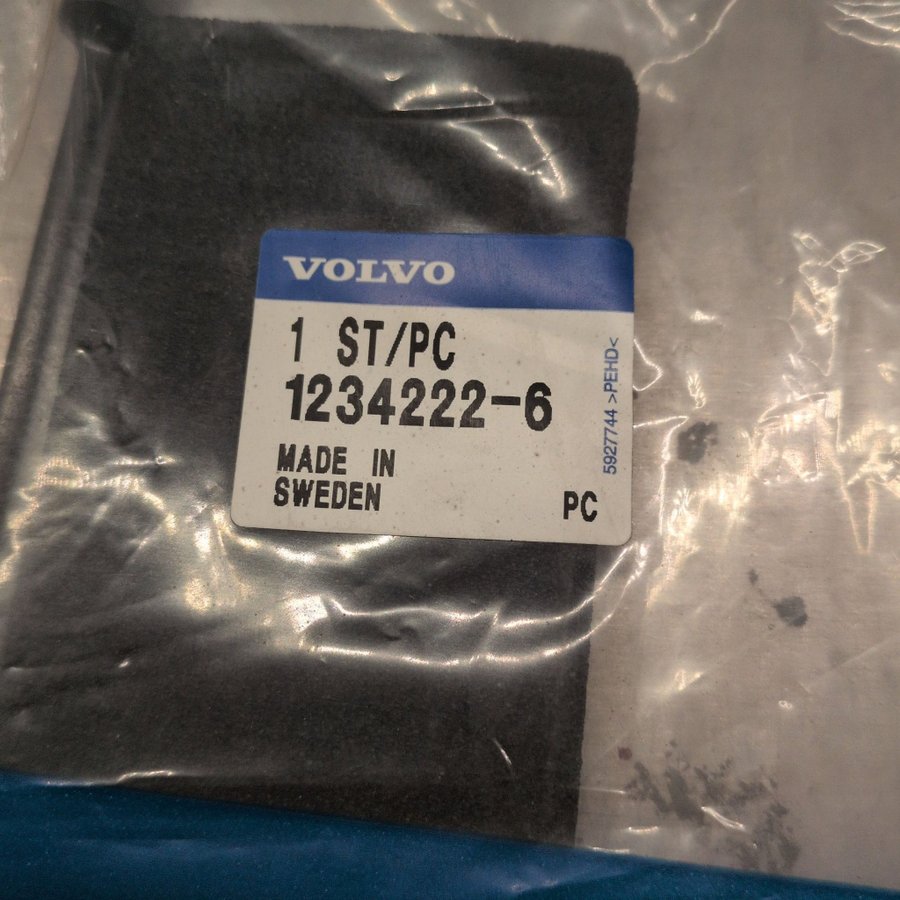 VOLVO
1 ST/PC
1234222-6
MADE IN
SWEDEN
PC
5927744 >PEHD<